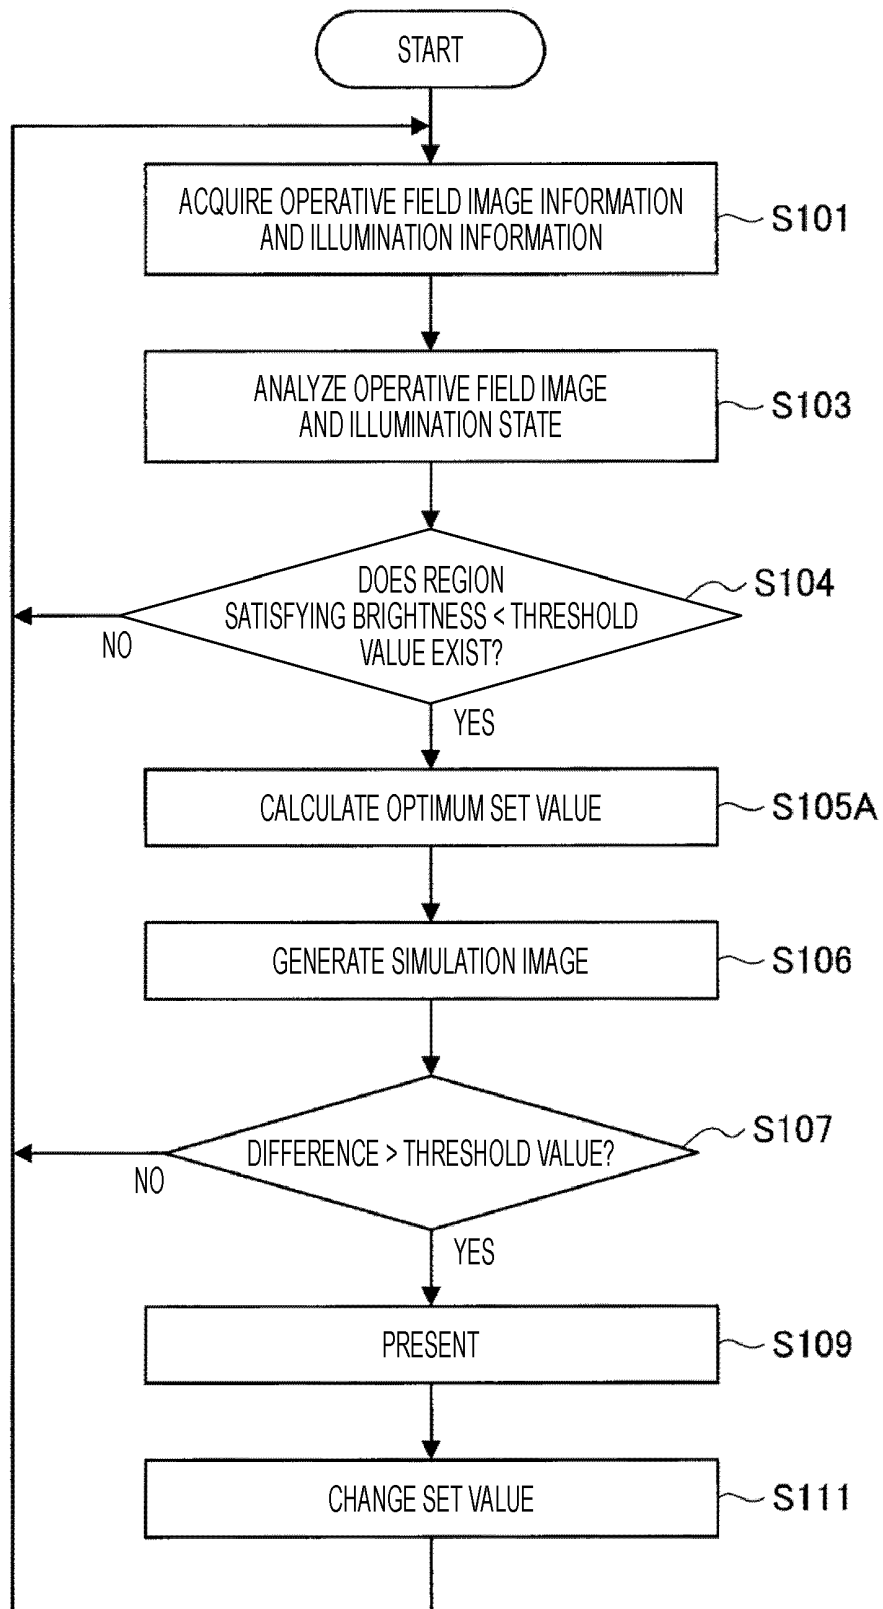 START
ACQUIRE OPERATIVE FIELD IMAGE INFORMATION
AND ILLUMINATION INFORMATION
S101
ANALYZE OPERATIVE FIELD IMAGE
AND ILLUMINATION STATE
S103
DOES REGION
SATISFYING BRIGHTNESS < THRESHOLD
VALUE EXIST?
S104
NO
YES
CALCULATE OPTIMUM SET VALUE
S105A
GENERATE SIMULATION IMAGE
S106
DIFFERENCE > THRESHOLD VALUE?
S107
NO
YES
PRESENT
S109
CHANGE SET VALUE
S111